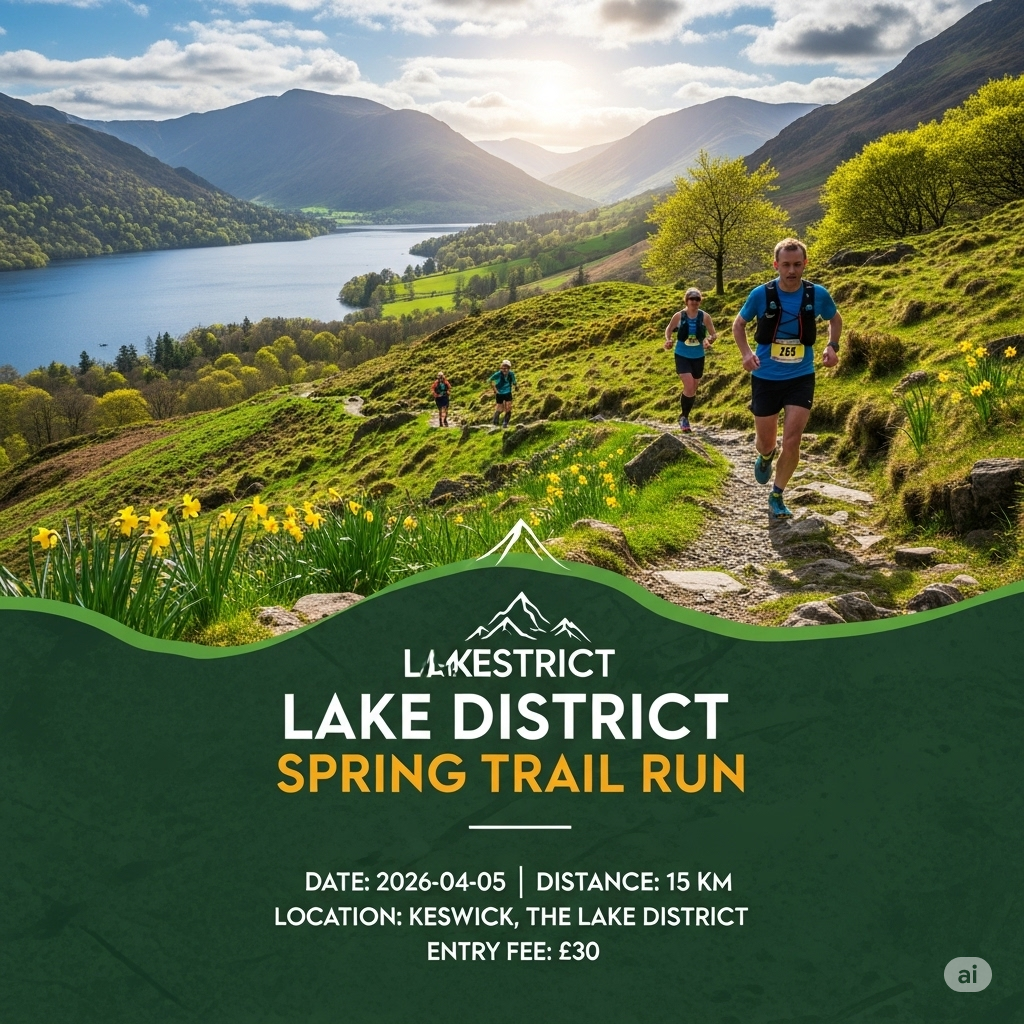 265
LAKESTRICT
LAKE DISTRICT
SPRING TRAIL RUN
DATE: 2026-04-05 | DISTANCE: 15 KM
LOCATION: KESWICK, THE LAKE DISTRICT
ENTRY FEE: £30
ai